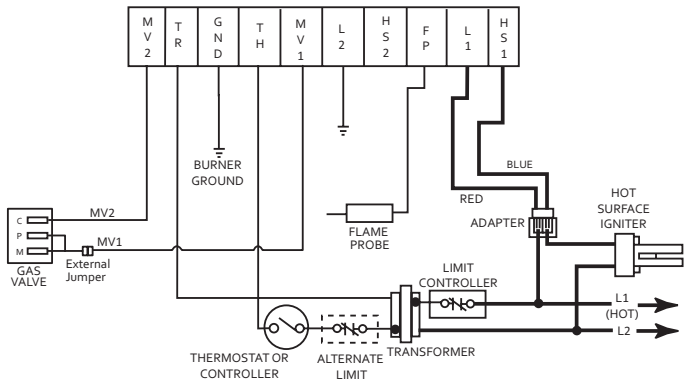 MV2 TR GND TH MV1 L2 HS2 FP L1 HS1
BURNER
GROUND
BLUE
RED
ADAPTER
HOT
SURFACE
IGNITER
FLAME
PROBE
C
P
M
MV2
MV1
GAS
VALVE
External
Jumper
LIMIT
CONTROLLER
L1
(HOT)
L2
THERMOSTAT OR
CONTROLLER
ALTERNATE
LIMIT
TRANSFORMER